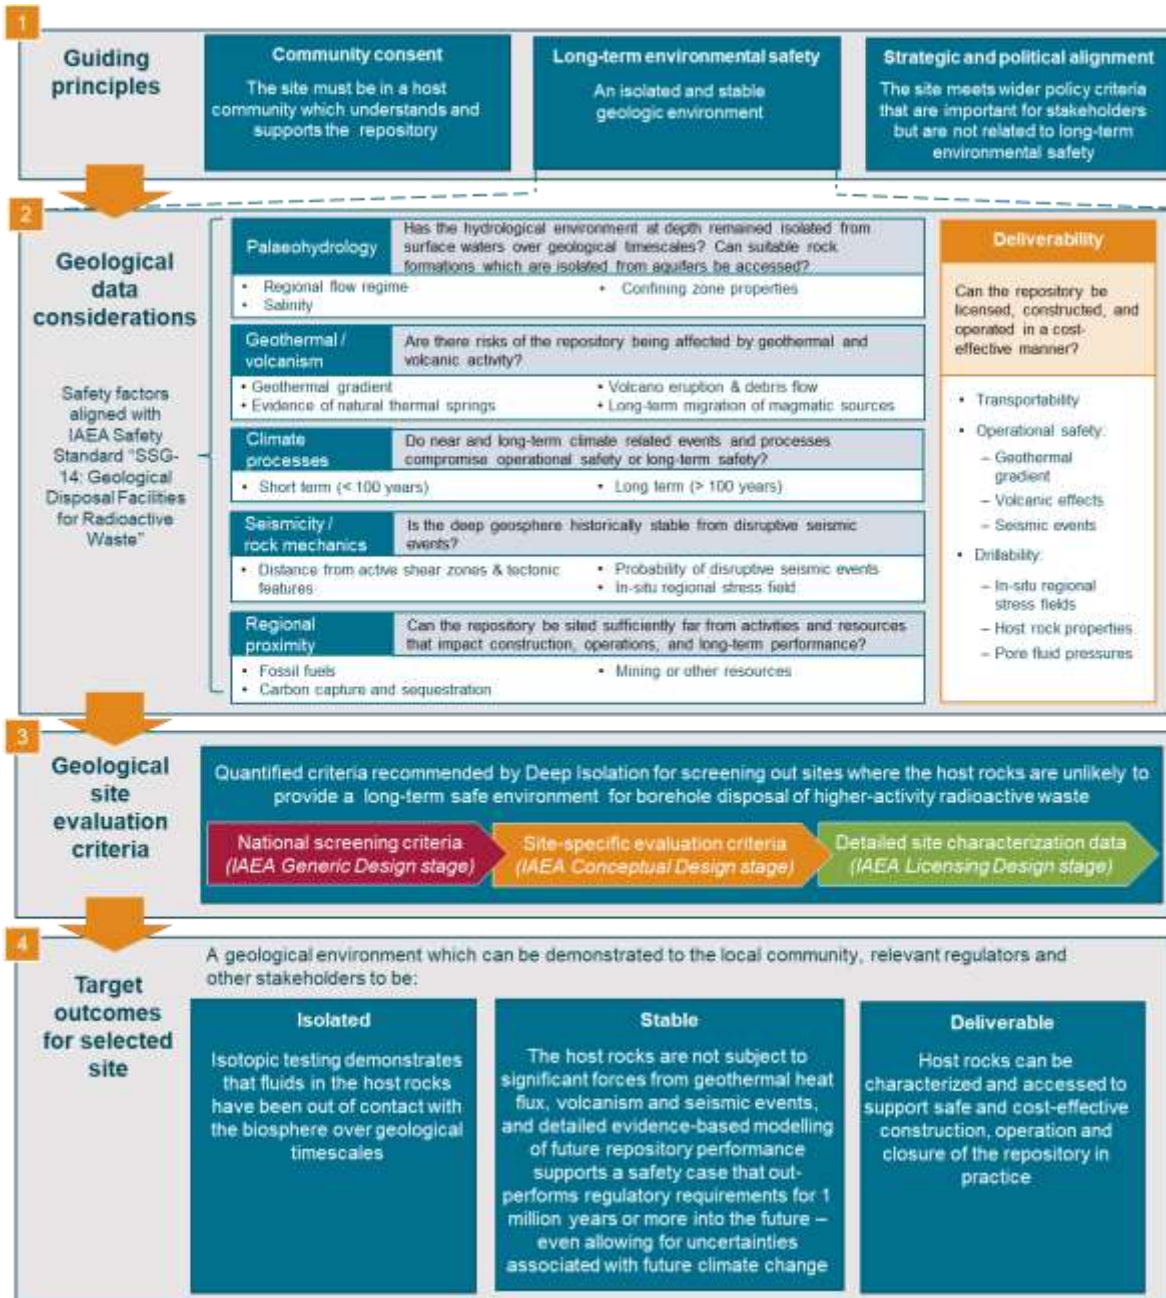 1
Guiding
principles
Community consent
The site must be in a host
community which understands and
supports the repository
Long-term environmental safety
An isolated and stable
geologic environment
Strategic and political alignment
The site meets wider policy criteria
that are important for stakeholders
but are not related to long-term
environmental safety
2
Geological
data
considerations
Safety factors
aligned with
IAEA Safety
Standard "SSG-
14: Geological
Disposal Facilities
for Radioactive
Waste"
Palaeohydrology
Has the hydrological environment at depth remained isolated from
surface waters over geological timescales? Can suitable rock
formations which are isolated from aquifers be accessed?
• Regional flow regime
• Salinity
• Confining zone properties
Geothermal /
volcanism
Are there risks of the repository being affected by geothermal and
volcanic activity?
• Geothermal gradient
• Evidence of natural thermal springs
• Volcano eruption & debris flow
• Long-term migration of magmatic sources
Climate
processes
Do near and long-term climate related events and processes
compromise operational safety or long-term safety?
• Short term (< 100 years)
• Long term (> 100 years)
Seismicity /
rock mechanics
Is the deep geosphere historically stable from disruptive seismic
events?
• Distance from active shear zones & tectonic
features
• Probability of disruptive seismic events
• In-situ regional stress field
Regional
proximity
Can the repository be sited sufficiently far from activities and resources
that impact construction, operations, and long-term performance?
• Fossil fuels
• Carbon capture and sequestration
• Mining or other resources
Deliverability
Can the repository be
licensed, constructed, and
operated in a cost-
effective manner?
• Transportability
• Operational safety:
– Geothermal
gradient
– Volcanic effects
– Seismic events
• Drillability:
– In-situ regional
stress fields
– Host rock properties
– Pore fluid pressures
3
Geological
site
evaluation
criteria
Quantified criteria recommended by Deep Isolation for screening out sites where the host rocks are unlikely to
provide a long-term safe environment for borehole disposal of higher-activity radioactive waste
National screening criteria
(IAEA Generic Design stage)
Site-specific evaluation criteria
(IAEA Conceptual Design stage)
Detailed site characterization data
(IAEA Licensing Design stage)
4
Target
outcomes
for selected
site
A geological environment which can be demonstrated to the local community, relevant regulators and
other stakeholders to be:
Isolated
Isotopic testing demonstrates
that fluids in the host rocks
have been out of contact with
the biosphere over geological
timescales
Stable
The host rocks are not subject to
significant forces from geothermal heat
flux, volcanism and seismic events,
and detailed evidence-based modelling
of future repository performance
supports a safety case that out-
performs regulatory requirements for 1
million years or more into the future –
even allowing for uncertainties
associated with future climate change
Deliverable
Host rocks can be
characterized and accessed to
support safe and cost-effective
construction, operation and
closure of the repository in
practice